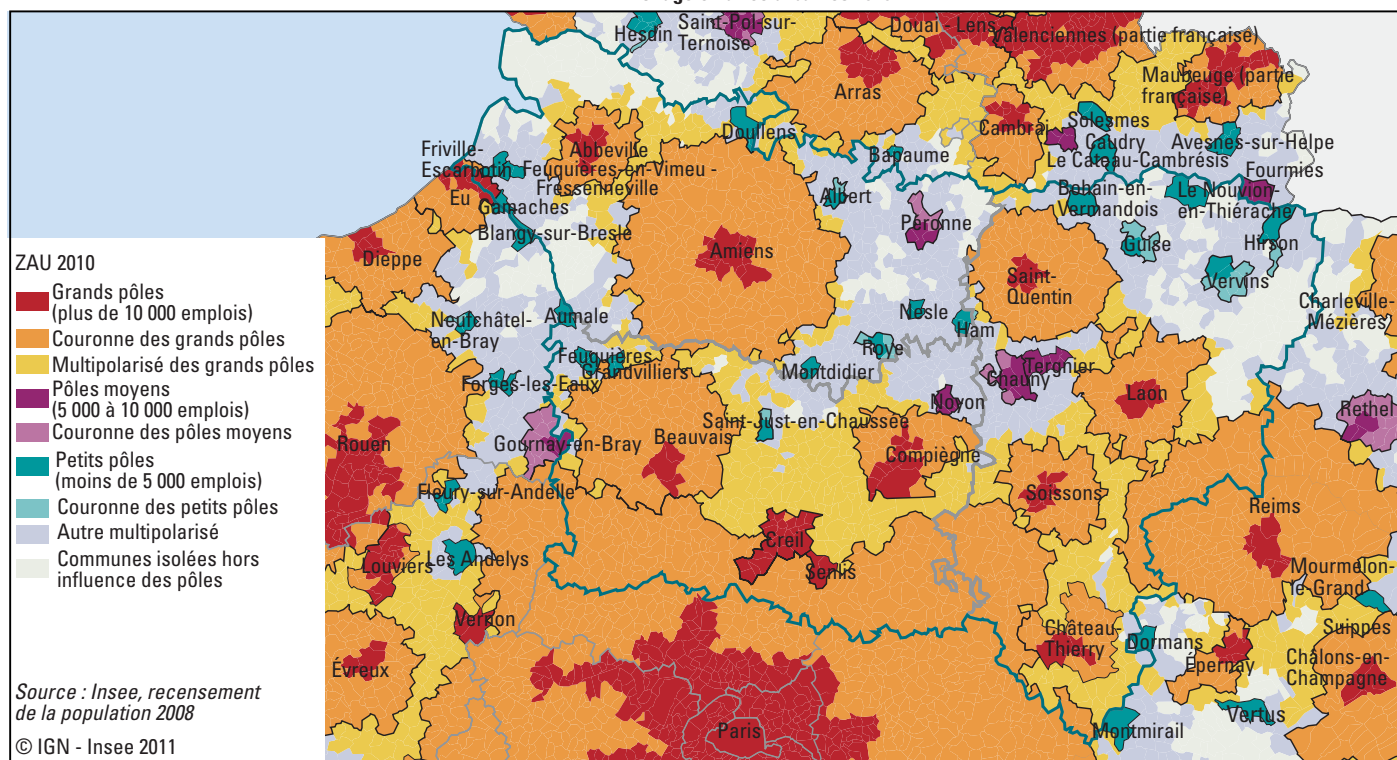 Hesdin
Saint-Pol-sur-
Ternoise
Douai - Lens
Valenciennes (partie française)
Maubeuge (partie
française)
Arras
Cambrai
Solesmes
Caudry
Avesnes-sur-Helpe
Le Cateau-Cambrésis
Fourmies
Doullens
Bapaume
Abbeville
Friville-
Escarbotin
Feuquières-en-Vimeu -
Fressenneville
Eu
Gamaches
Blangy-sur-Bresle
Albert
Péronne
Bohain-en-
Vermandois
Le Nouvion-
en-Thiérache
Guise
Hirson
Vervins
Dieppe
Amiens
Saint-
Quentin
Charleville-
Mézières
Neufchâtel-
en-Bray
Aumale
Nesle
Ham
Roye
Feuquières
Grandvilliers
Montdidier
Forges-les-Eaux
Chauny
Tergnier
Laon
Noyon
Rethel
Saint-Just-en-Chaussée
Rouen
Gournay-en-Bray
Beauvais
Compiègne
Fleury-sur-Andelle
Soissons
Reims
Creil
Senlis
Les Andelys
Louviers
Mourmelon-
le-Grand
Vernon
Château-
Thierry
Dormans
Suippes
Évreux
Épernay
Châlons-en-
Champagne
Paris
Montmirail
Vertus
ZAU 2010
Grands pôles
(plus de 10 000 emplois)
Couronne des grands pôles
Multipolarisé des grands pôles
Pôles moyens
(5 000 à 10 000 emplois)
Couronne des pôles moyens
Petits pôles
(moins de 5 000 emplois)
Couronne des petits pôles
Autre multipolarisé
Communes isolées hors
influence des pôles
Source : Insee, recensement
de la population 2008
© IGN - Insee 2011